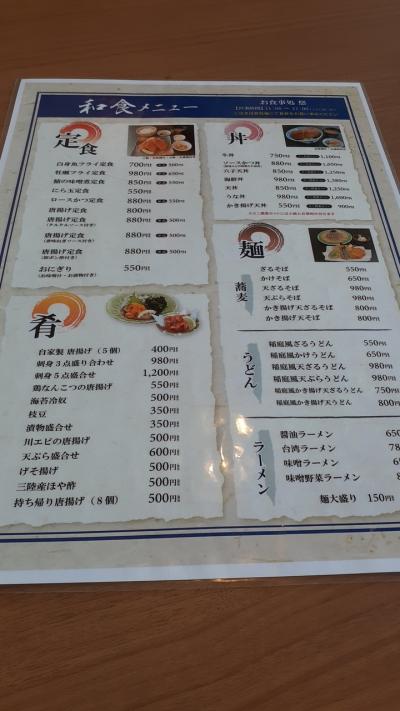 和食メニュー
お食事処 悠
定食
白身魚フライ定食 700円
牡蠣フライ定食 980円
鯖の味噌煮定食 850円
にら玉定食 550円
ロースかつ定食 880円
唐揚げ定食 800円
唐揚げ定食 880円
(タルタルソース付き)
唐揚げ定食 880円
唐揚げ定食 880円
おにぎり 550円
肴
自家製 唐揚げ(5個) 400円
刺身3点盛り合わせ 980円
刺身5点盛合せ 1,200円
鶏なんこつの唐揚げ 550円
海苔冷奴 500円
枝豆 350円
漬物盛合せ 350円
川エビの唐揚げ 500円
天ぷら盛合せ 600円
げそ揚げ 500円
三陸産ほや酢 500円
持ち帰り唐揚げ(8個) 500円
丼
牛丼 750円
ソースかつ丼 880円
六子天丼 850円
海鮮丼 980円
天丼 850円
うな丼 980円
かき揚げ天丼 550円
麺
蕎麦
ざるそば 550円
かけそば 650円
天ざるそば 980円
天ぷらそば 980円
かき揚げ天ざるそば 750円
かき揚げ天そば 800円
うどん
稲庭風ざるうどん 550円
稲庭風かけうどん 650円
稲庭風天ざるうどん 980円
稲庭風天ぷらうどん 980円
稲庭風かき揚げ天ざるうどん 750円
稲庭風かき揚げ天うどん 800円
ラーメン
醤油ラーメン
台湾ラーメン
味噌ラーメン
味噌野菜ラーメン
麺大盛り 150円